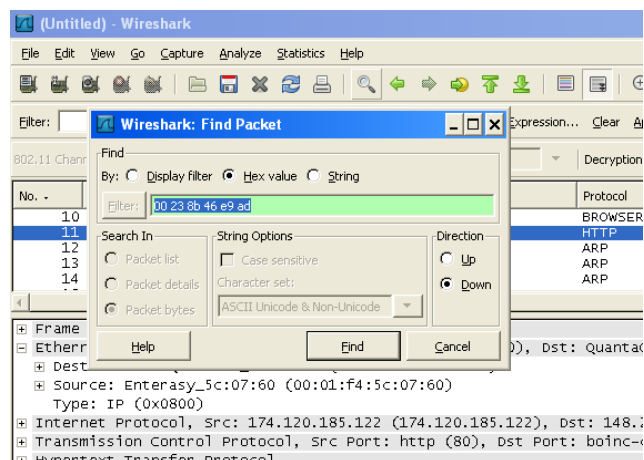 (Untitled) - Wireshark
File Edit View Go Capture Analyze Statistics Help
Filter: Expression... Clear
802.11 Chann Decryption
Wireshark: Find Packet
Find
By: Display filter Hex value String
Filter: 00 23 8b 46 e9 ad
Search In String Options Direction
Packet list Case sensitive Up
Packet details Character set: Down
Packet bytes ASCII Unicode & Non-Unicode
Help Find Cancel
No. - Protocol
10 BROWSER
11 HTTP
12 ARP
13 ARP
14 ARP
Frame
Etherr ), Dst: Quanta
Dest
Source: Enterasy_5c:07:60 (00:01:f4:5c:07:60)
Type: IP (0x0800)
Internet Protocol, Src: 174.120.185.122 (174.120.185.122), Dst: 148.2
Transmission Control Protocol, Src Port: http (80), Dst Port: boinc-
Hypertext Transfer Protocol